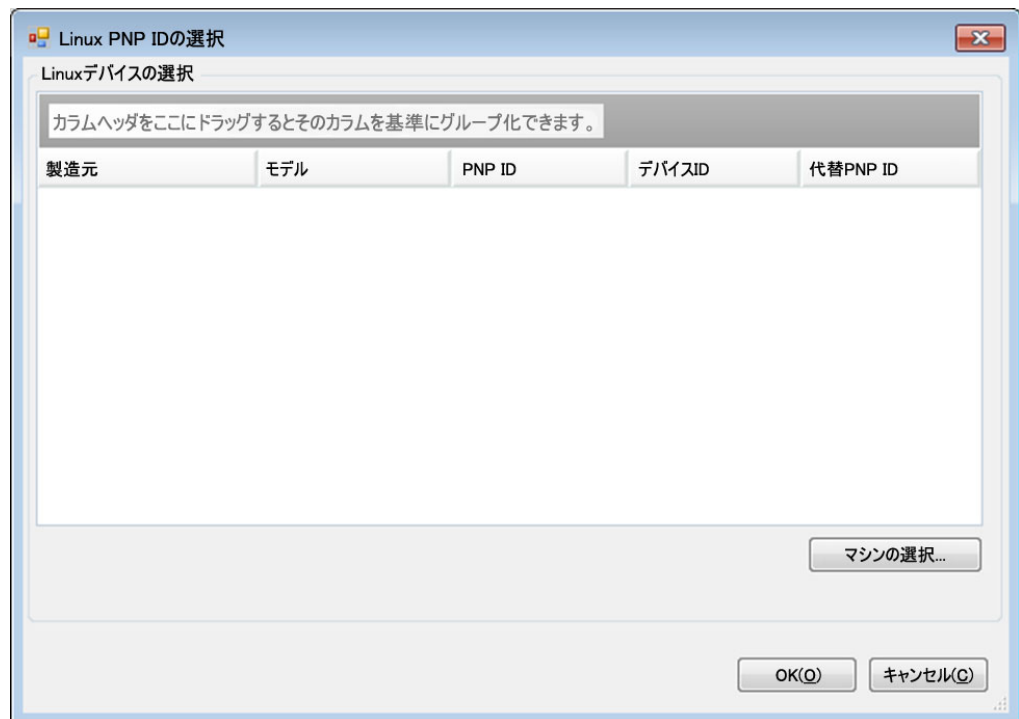 Linux PNP IDの選択
Linuxデバイスの選択
カラムヘッダをここにドラッグするとそのカラムを基準にグループ化できます。
製造元 モデル PNP ID デバイスID 代替PNP ID
マシンの選択...
OK(O) キャンセル(C)